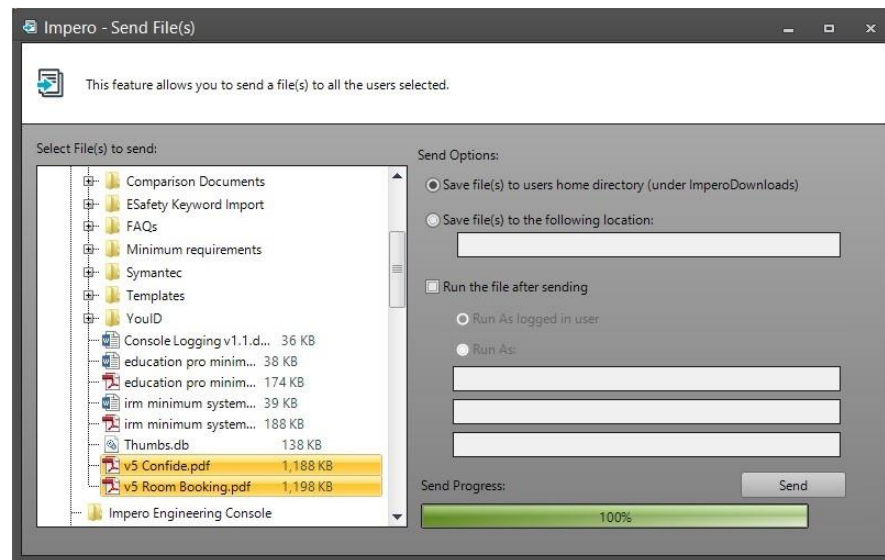 Impero - Send File(s)
This feature allows you to send a file(s) to all the users selected.
Select File(s) to send:
Comparison Documents
ESafety Keyword Import
FAQs
Minimum requirements
Symantec
Templates
YouID
Console Logging v1.1.d... 36 KB
education pro minim... 38 KB
education pro minim... 174 KB
irm minimum system... 39 KB
irm minimum system... 188 KB
Thumbs.db 138 KB
v5 Confide.pdf 1,188 KB
v5 Room Booking.pdf 1,198 KB
Impero Engineering Console
Send Options:
Save file(s) to users home directory (under ImperoDownloads)
Save file(s) to the following location:
Run the file after sending
Run As logged in user
Run As:
Send Progress:
Send
100%